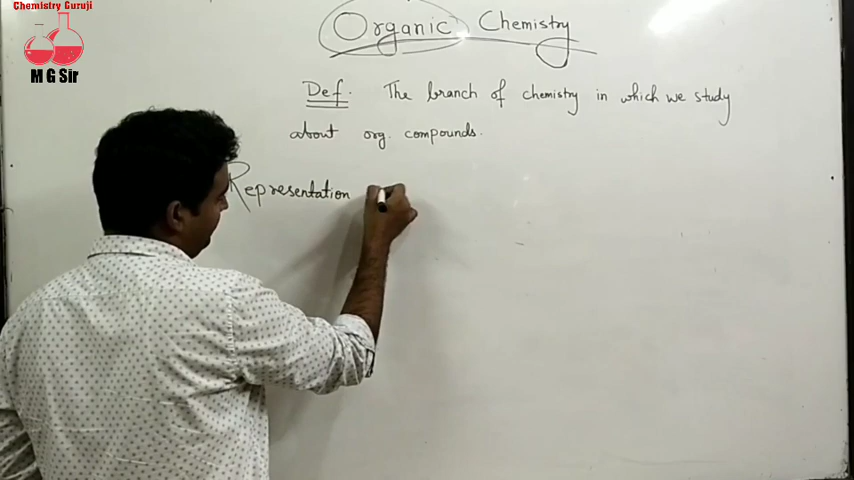 Chemistry Guruji
M G Sir
Organic Chemistry
Def. The branch of chemistry in which we study
about org. compounds.
Representation